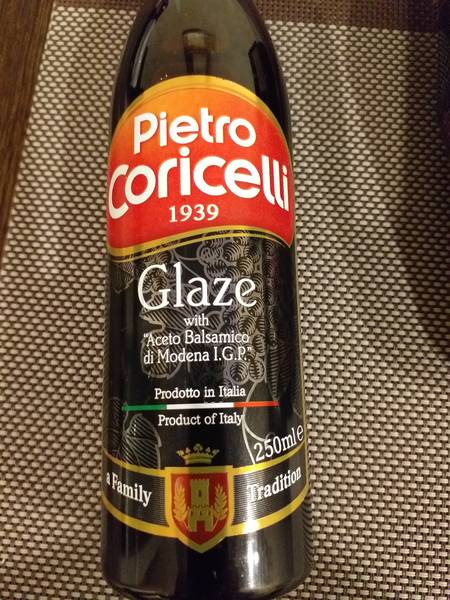 Pietro
Coricelli
1939
Glaze
with
"Aceto Balsamico
di Modena I.G.P."
Prodotto in Italia
Product of Italy
250ml e
a Family Tradition